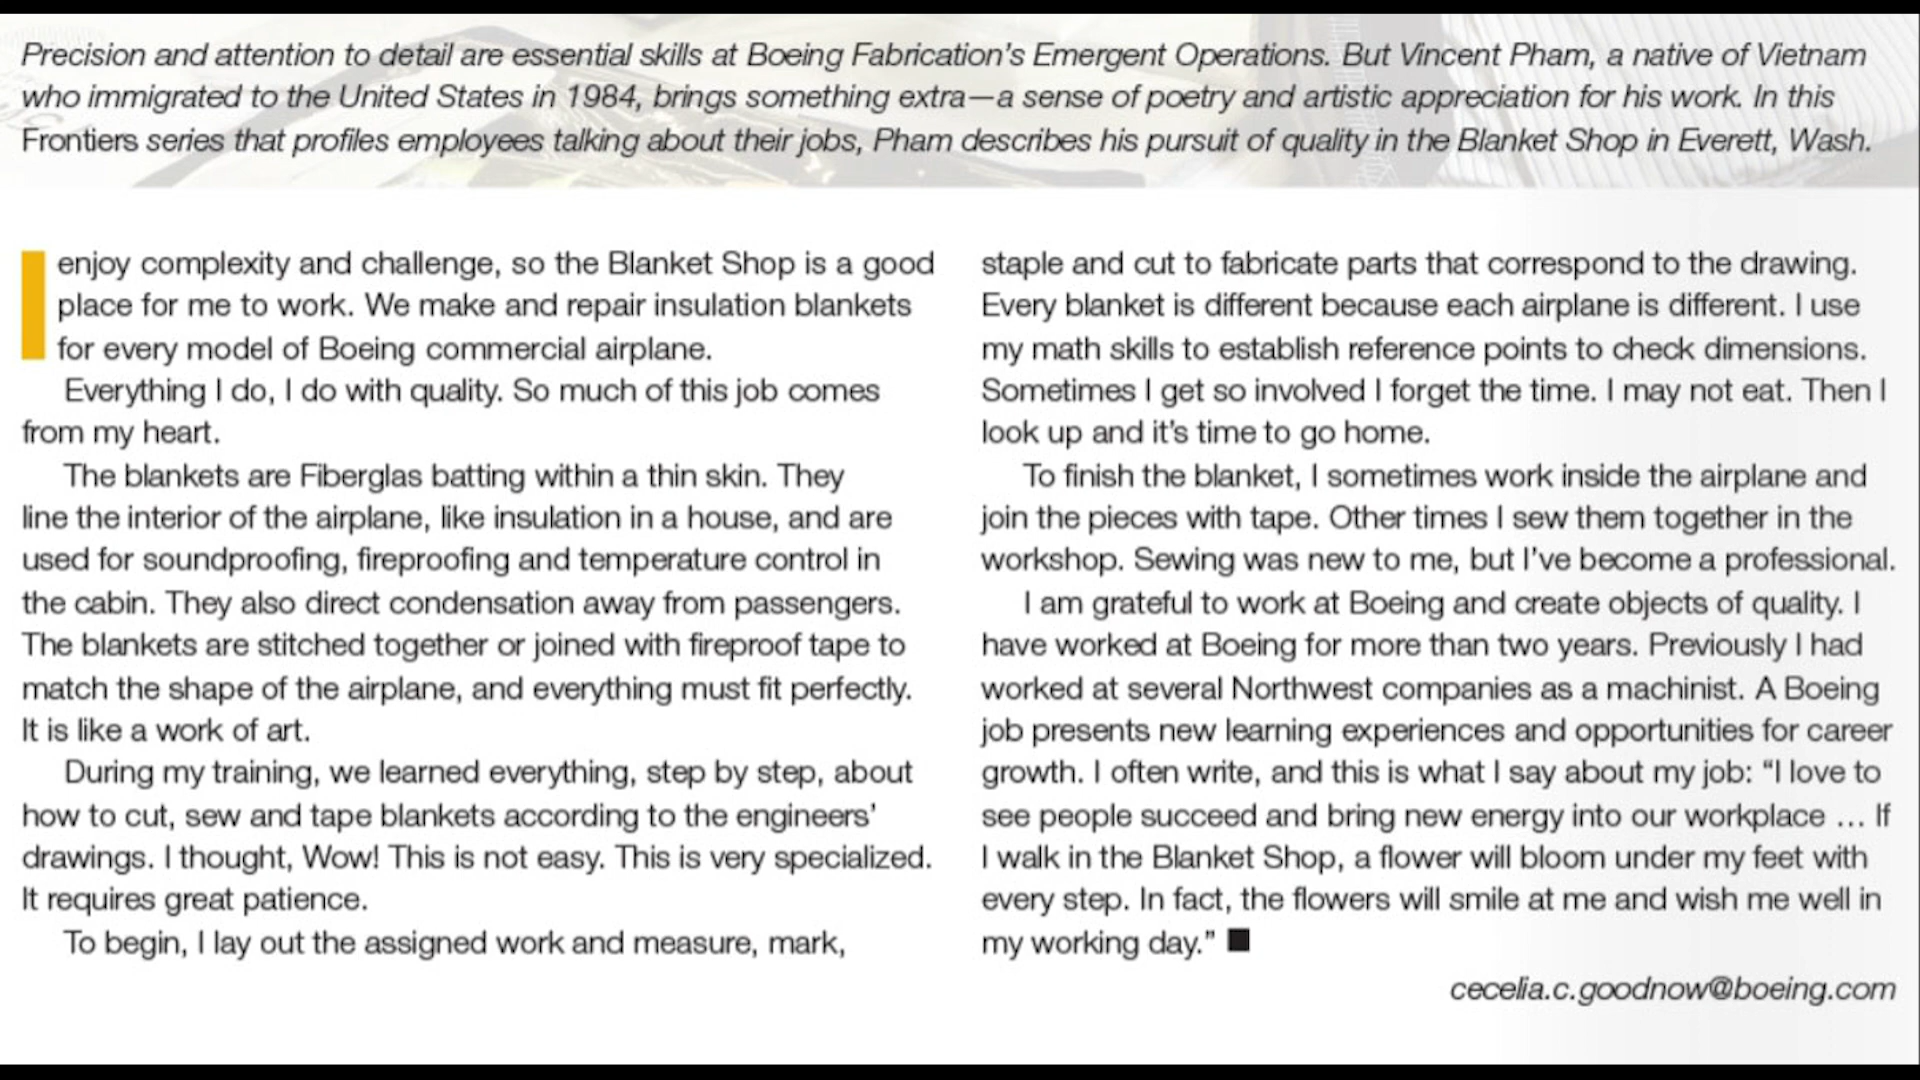 Precision and attention to detail are essential skills at Boeing Fabrication's Emergent Operations. But Vincent Pham, a native of Vietnam
who immigrated to the United States in 1984, brings something extra—a sense of poetry and artistic appreciation for his work. In this
Frontiers series that profiles employees talking about their jobs, Pham describes his pursuit of quality in the Blanket Shop in Everett, Wash.
I enjoy complexity and challenge, so the Blanket Shop is a good
place for me to work. We make and repair insulation blankets
for every model of Boeing commercial airplane.
Everything I do, I do with quality. So much of this job comes
from my heart.
The blankets are Fiberglas batting within a thin skin. They
line the interior of the airplane, like insulation in a house, and are
used for soundproofing, fireproofing and temperature control in
the cabin. They also direct condensation away from passengers.
The blankets are stitched together or joined with fireproof tape to
match the shape of the airplane, and everything must fit perfectly.
It is like a work of art.
During my training, we learned everything, step by step, about
how to cut, sew and tape blankets according to the engineers'
drawings. I thought, Wow! This is not easy. This is very specialized.
It requires great patience.
To begin, I lay out the assigned work and measure, mark,
staple and cut to fabricate parts that correspond to the drawing.
Every blanket is different because each airplane is different. I use
my math skills to establish reference points to check dimensions.
Sometimes I get so involved I forget the time. I may not eat. Then I
look up and it's time to go home.
To finish the blanket, I sometimes work inside the airplane and
join the pieces with tape. Other times I sew them together in the
workshop. Sewing was new to me, but I've become a professional.
I am grateful to work at Boeing and create objects of quality. I
have worked at Boeing for more than two years. Previously I had
worked at several Northwest companies as a machinist. A Boeing
job presents new learning experiences and opportunities for career
growth. I often write, and this is what I say about my job: “I love to
see people succeed and bring new energy into our workplace … If
I walk in the Blanket Shop, a flower will bloom under my feet with
every step. In fact, the flowers will smile at me and wish me well in
my working day.” ■
cecelia.c.goodnow@boeing.com